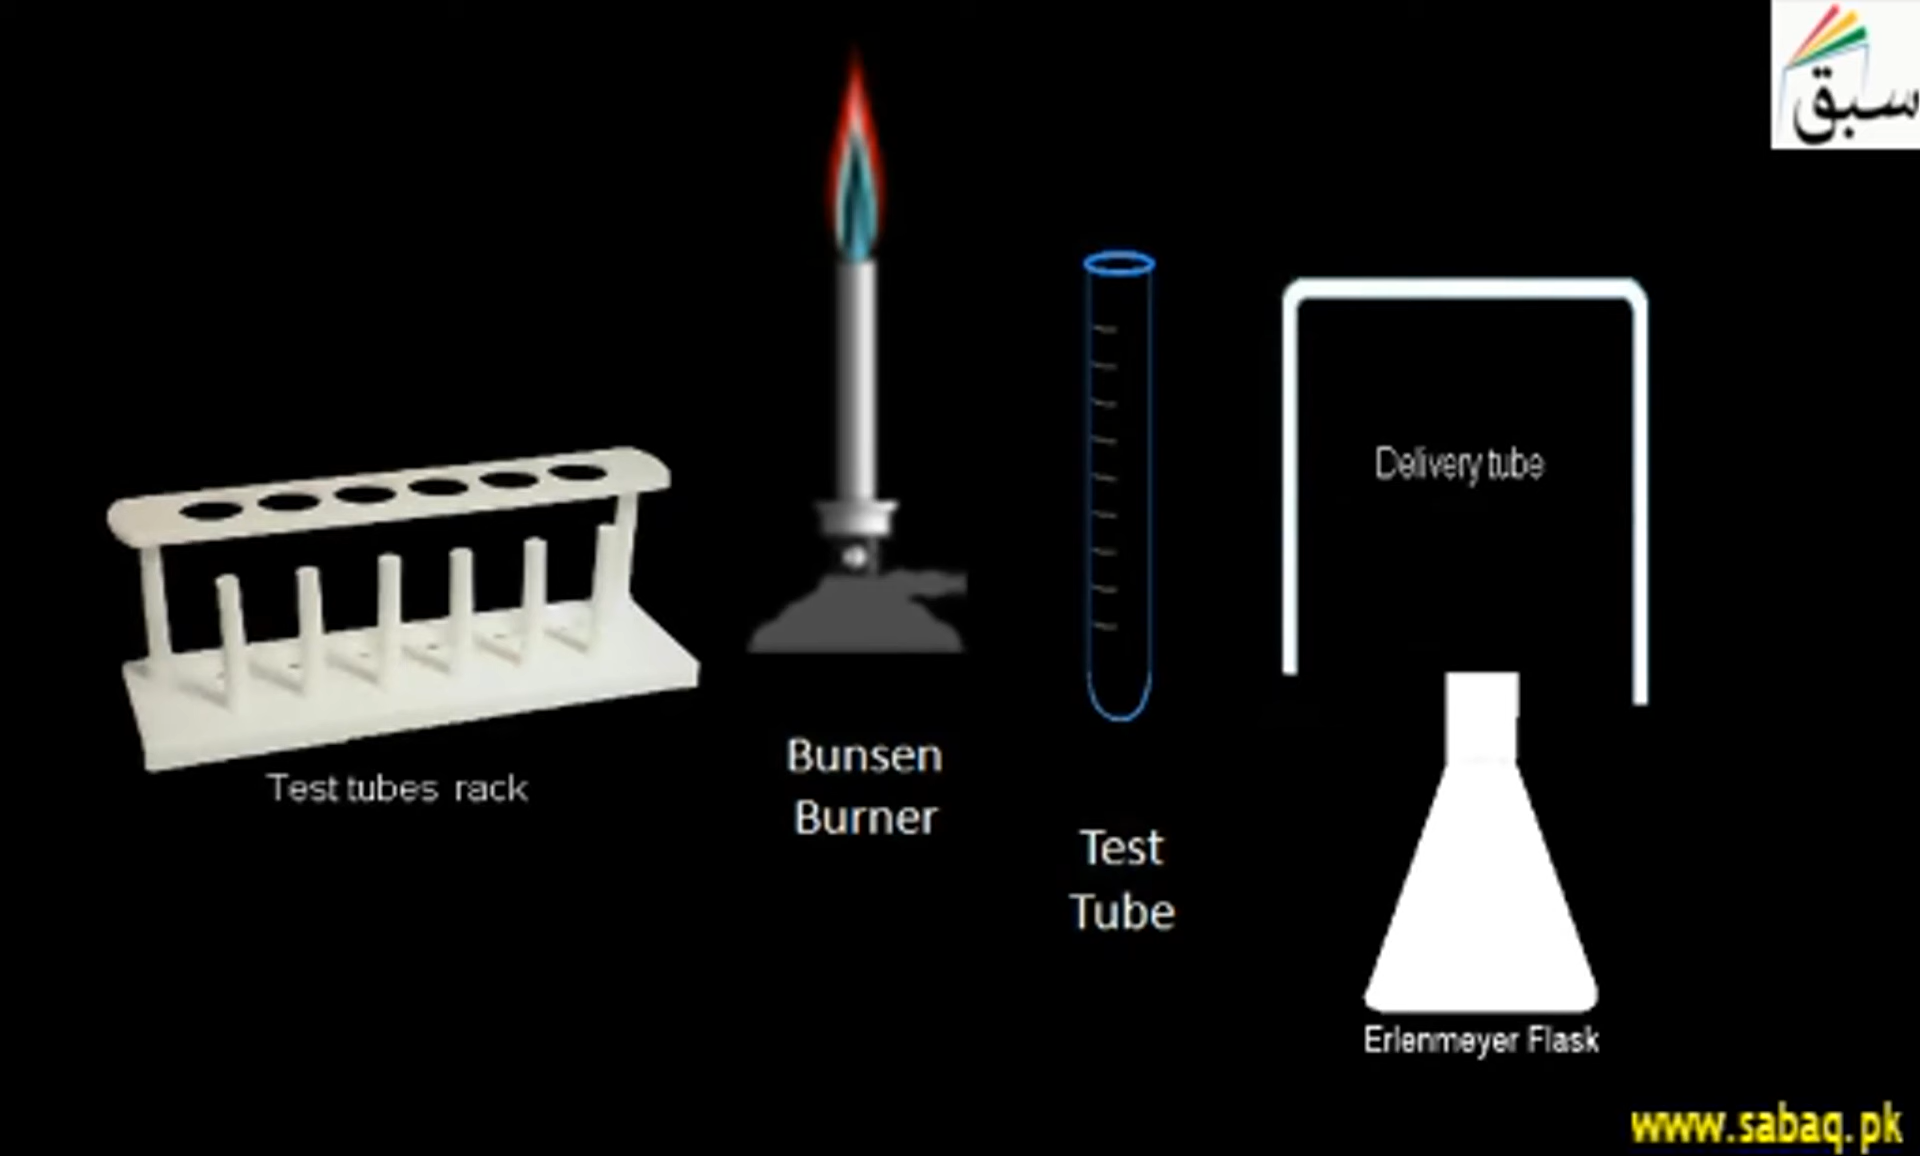 سبق
Delivery tube
Bunsen
Burner
Test tubes rack
Test
Tube
Erlenmeyer Flask
www.sabaq.pk